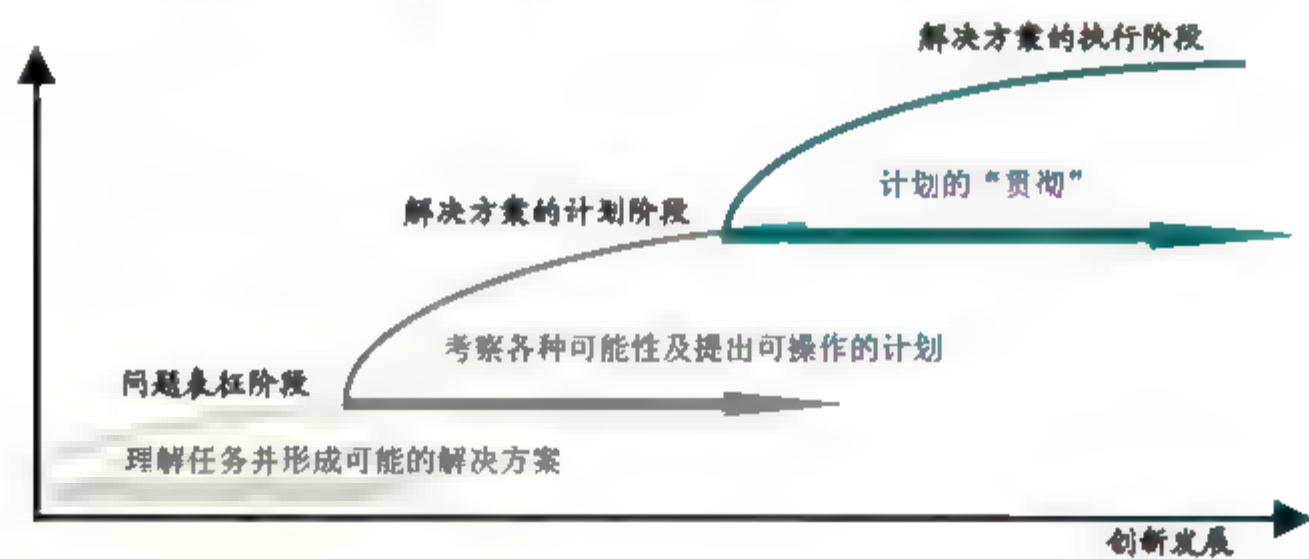 解决方案的执行阶段
计划的“贯彻”
解决方案的计划阶段
考察各种可能性及提出可操作的计划
问题表征阶段
理解任务并形成可能的解决方案
创新发展